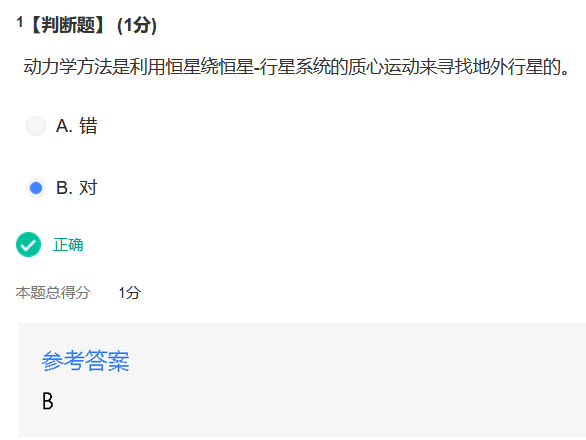 1【判断题】 (1分)
动力学方法是利用恒星绕恒星-行星系统的质心运动来寻找地外行星的。
A. 错
B. 对
正确
本题总得分 1分
参考答案
B